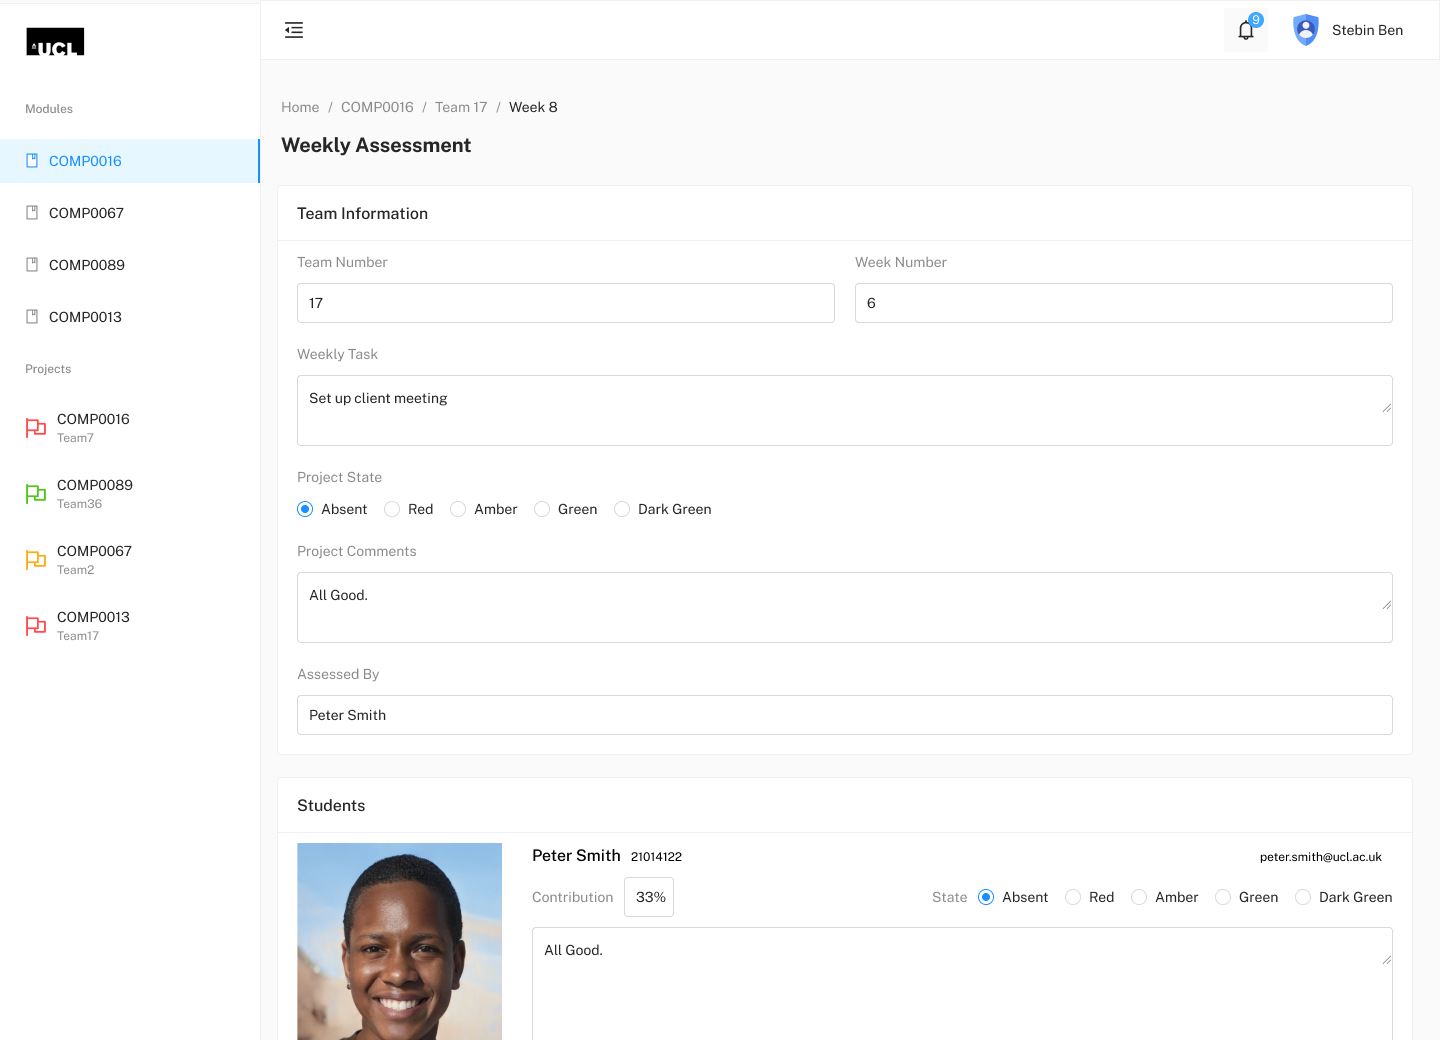 UCL
9
Stebin Ben
Modules
COMP0016
COMP0067
COMP0089
COMP0013
Projects
COMP0016
Team7
COMP0089
Team36
COMP0067
Team2
COMP0013
Team17
Home / COMP0016 / Team 17 / Week 8
Weekly Assessment
Team Information
Team Number
Week Number
17
6
Weekly Task
Set up client meeting
Project State
Absent Red Amber Green Dark Green
Project Comments
All Good.
Assessed By
Peter Smith
Students
Peter Smith 21014122 peter.smith@ucl.ac.uk
Contribution 33% State Absent Red Amber Green Dark Green
All Good.